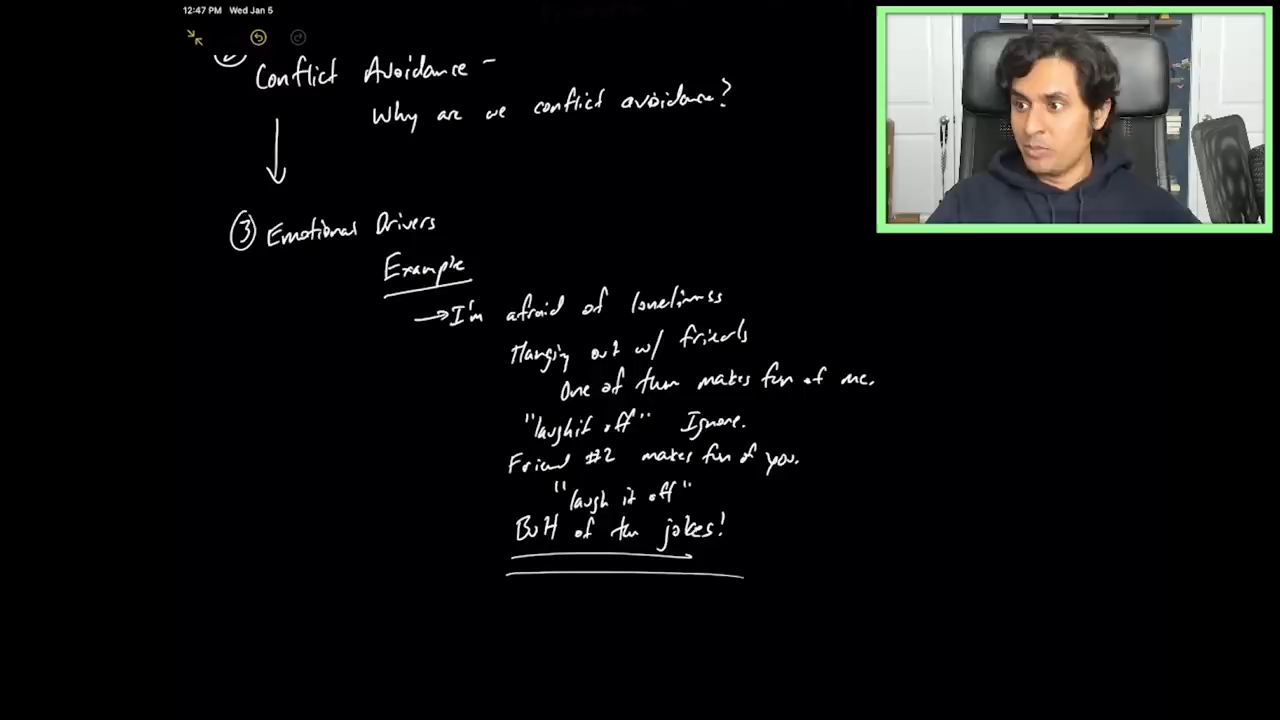 12:47 PM Wed Jan 5
Conflict Avoidance -
Why are we conflict avoidance?
3 Emotional Drivers
Example
→ I'm afraid of loneliness
Hanging out w/ friends
One of them makes fun of me.
"laugh it off" Ignore.
Friend #2 makes fun of you.
"laugh it off"
Butt of the jokes!